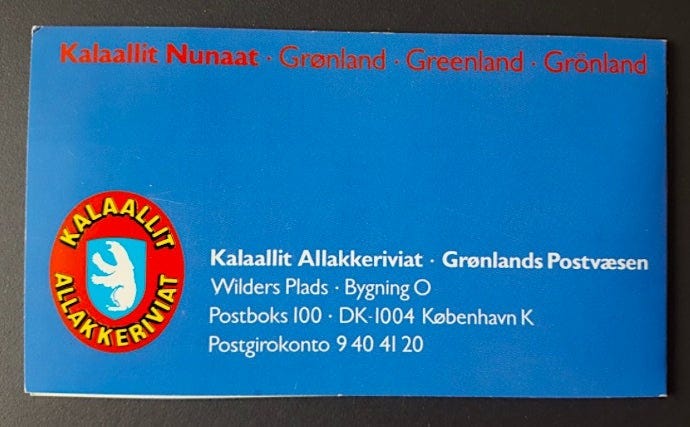 Kalaallit Nunaat · Grønland · Greenland · Grönland
KALAALLIT
ALLAKKERIVIAT
Kalaallit Allakkeriviat · Grønlands Postvæsen
Wilders Plads · Bygning O
Postboks 100 · DK-1004 København K
Postgirokonto 9 40 41 20